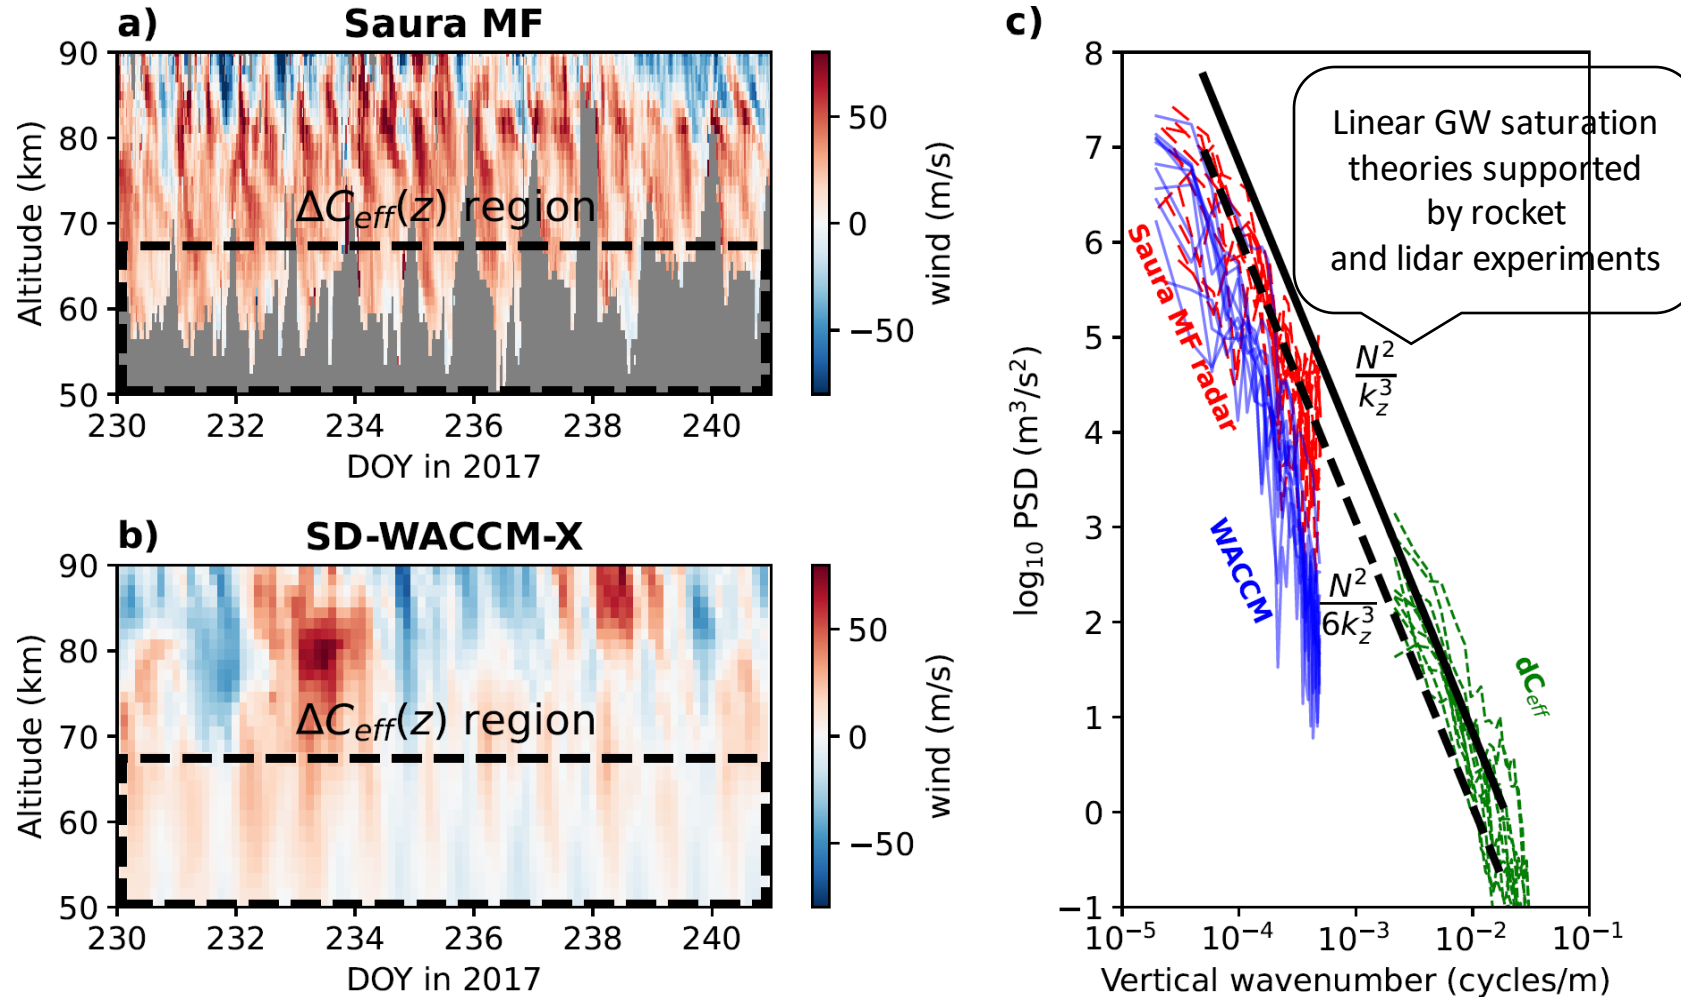 a)
Saura MF
90
80
70
60
50
Altitude (km)
ΔC_eff(z) region
230
232
234
236
238
240
DOY in 2017
50
0
−50
wind (m/s)
b)
SD-WACCM-X
90
80
70
60
50
Altitude (km)
ΔC_eff(z) region
230
232
234
236
238
240
DOY in 2017
50
0
−50
wind (m/s)
c)
8
7
6
5
4
3
2
1
0
−1
log₁₀ PSD (m³/s²)
Linear GW saturation
theories supported
by rocket
and lidar experiments
Saura MF radar
WACCM
N²
k_z³
N²
6k_z³
dC_eff
10⁻⁵
10⁻⁴
10⁻³
10⁻²
10⁻¹
Vertical wavenumber (cycles/m)